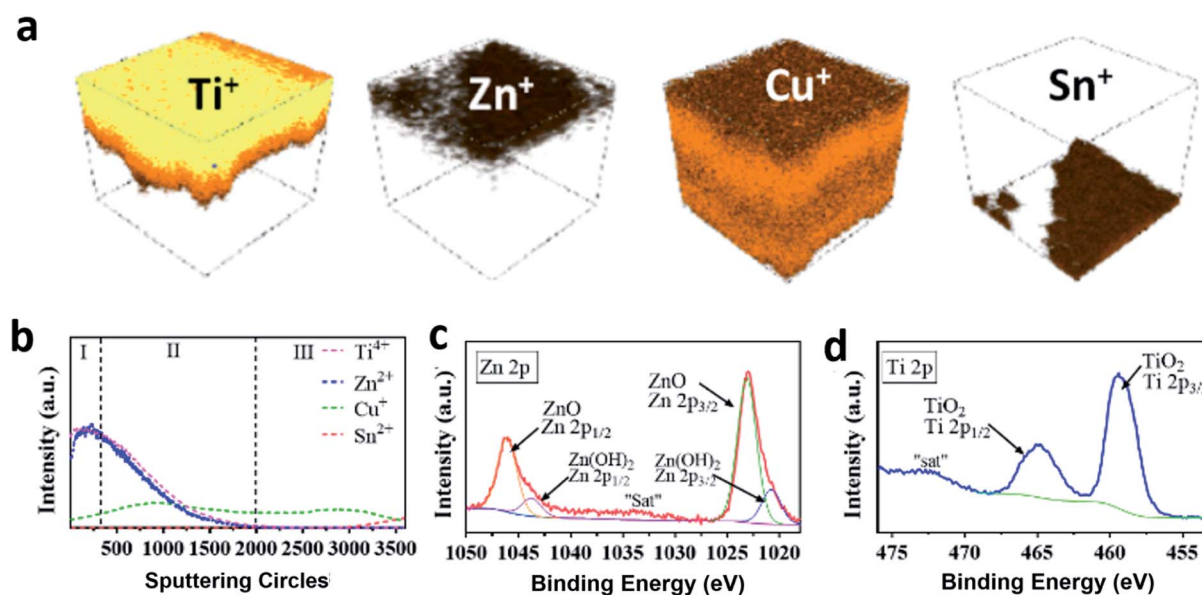 a
Ti⁺
Zn⁺
Cu⁺
Sn⁺
b
I
II
III
Ti⁴⁺
Zn²⁺
Cu⁺
Sn²⁺
Intensity (a.u.)
500 1000 1500 2000 2500 3000 3500
Sputtering Circles
c
Zn 2p
ZnO
Zn 2p₁/₂
Zn(OH)₂
Zn 2p₁/₂
"Sat"
ZnO
Zn 2p₃/₂
Zn(OH)₂
Zn 2p₃/₂
Intensity (a.u.)
1050 1045 1040 1035 1030 1025 1020
Binding Energy (eV)
d
Ti 2p
"sat"
TiO₂
Ti 2p₁/₂
TiO₂
Ti 2p₃/₂
Intensity (a.u.)
475 470 465 460 455
Binding Energy (eV)